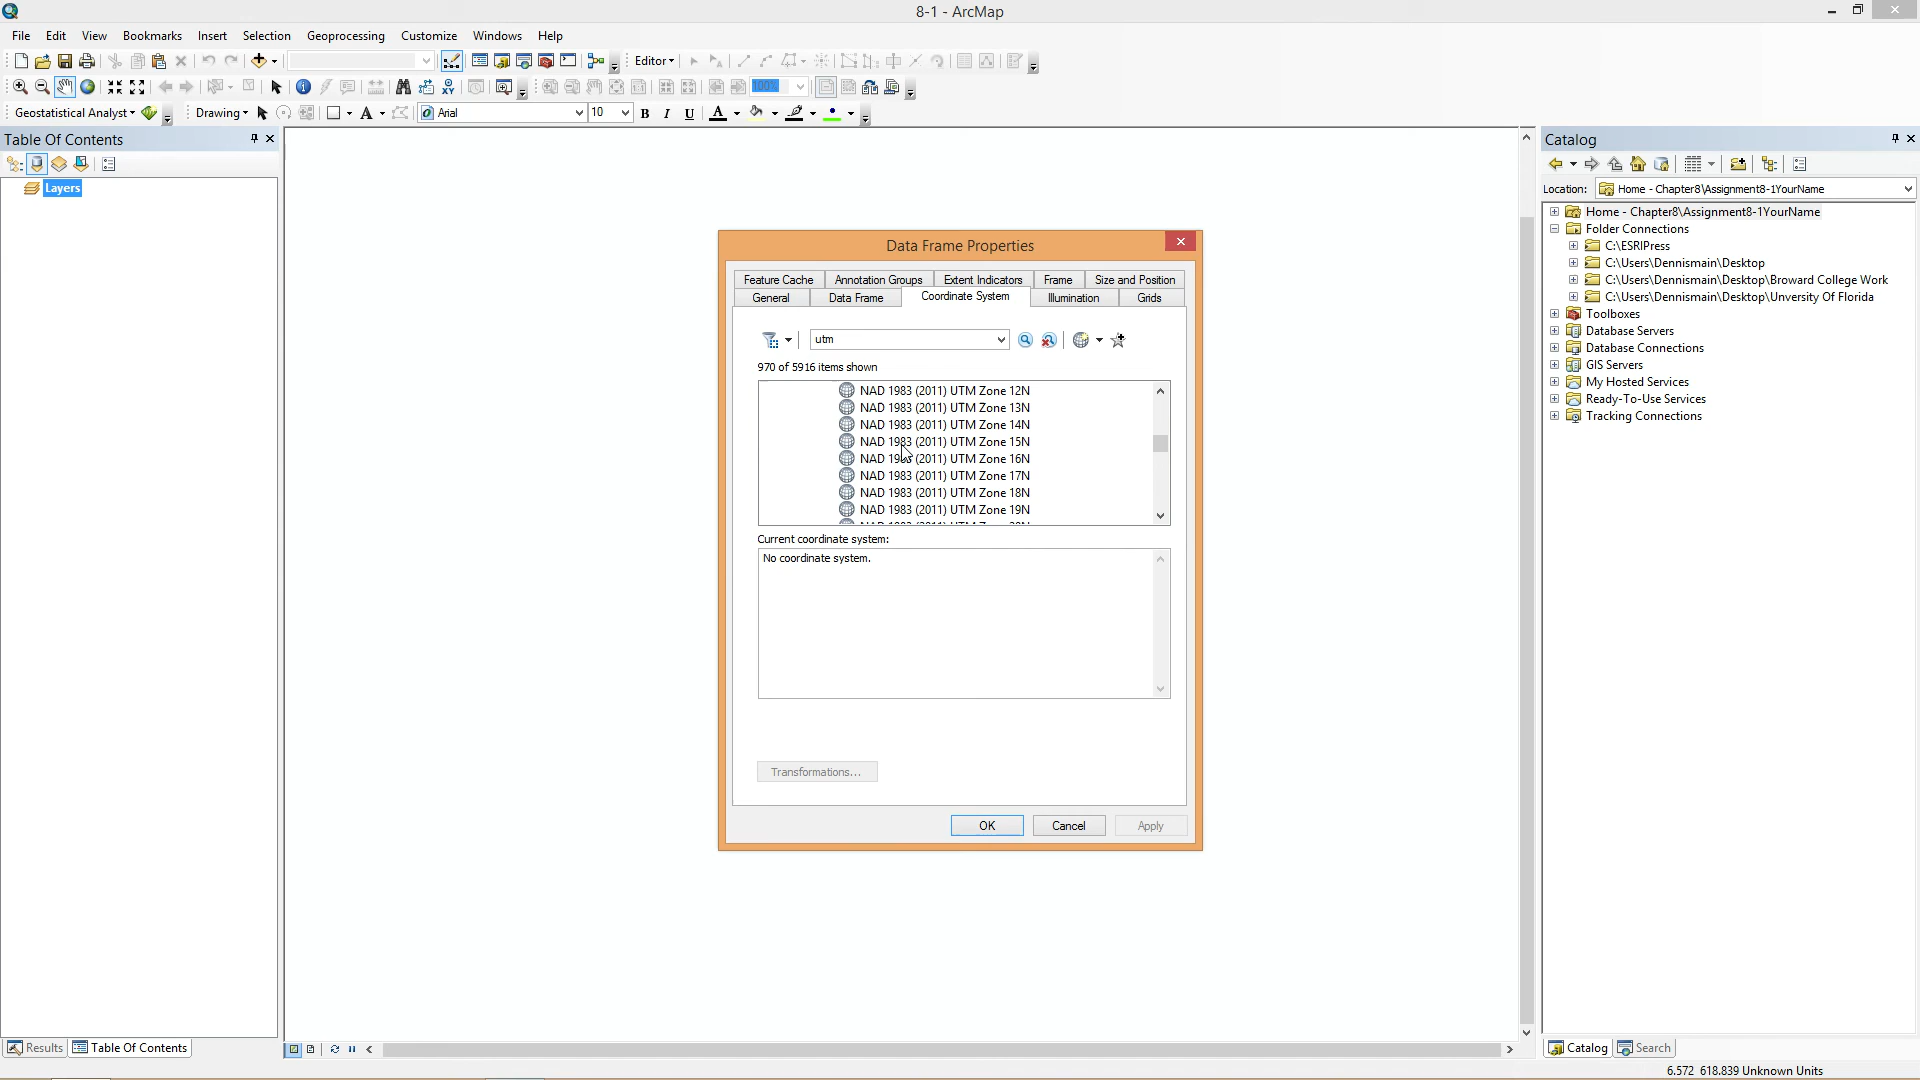 8-1 - ArcMap
File Edit View Bookmarks Insert Selection Geoprocessing Customize Windows Help
Editor
100%
Geostatistical Analyst Drawing A Arial 10 B I U A
Table Of Contents
Layers
Catalog
Location: Home - Chapter8\Assignment8-1YourName
Home - Chapter8\Assignment8-1YourName
Folder Connections
C:\ESRIPress
C:\Users\Dennismain\Desktop
C:\Users\Dennismain\Desktop\Broward College Work
C:\Users\Dennismain\Desktop\Unversity Of Florida
Toolboxes
Database Servers
Database Connections
GIS Servers
My Hosted Services
Ready-To-Use Services
Tracking Connections
Data Frame Properties
Feature Cache Annotation Groups Extent Indicators Frame Size and Position
General Data Frame Coordinate System Illumination Grids
utm
970 of 5916 items shown
NAD 1983 (2011) UTM Zone 12N
NAD 1983 (2011) UTM Zone 13N
NAD 1983 (2011) UTM Zone 14N
NAD 1983 (2011) UTM Zone 15N
NAD 1983 (2011) UTM Zone 16N
NAD 1983 (2011) UTM Zone 17N
NAD 1983 (2011) UTM Zone 18N
NAD 1983 (2011) UTM Zone 19N
Current coordinate system:
No coordinate system.
Transformations...
OK Cancel Apply
Results Table Of Contents
Catalog Search
6.572 618.839 Unknown Units